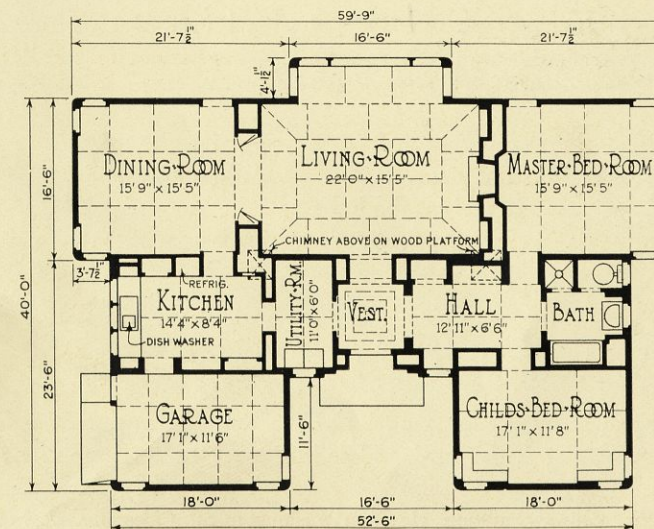 59'-9"
21'-7½"
16'-6"
21'-7½"
4'-1½"
DINING·ROOM
15'9" x 15'5"
LIVING·ROOM
22'0" x 15'5"
MASTER·BED·ROOM
15'9" x 15'5"
16'-6"
CHIMNEY ABOVE ON WOOD PLATFORM
3'-7½"
40'-0"
REFRIG.
KITCHEN
14'4" x 8'4"
DISH WASHER
UTILITY·RM.
11'0" x 6'0"
VEST.
HALL
12'11" x 6'6"
BATH
23'-6"
GARAGE
17'1" x 11'6"
11'-6"
CHILDS·BED·ROOM
17'1" x 11'8"
18'-0"
16'-6"
18'-0"
52'-6"